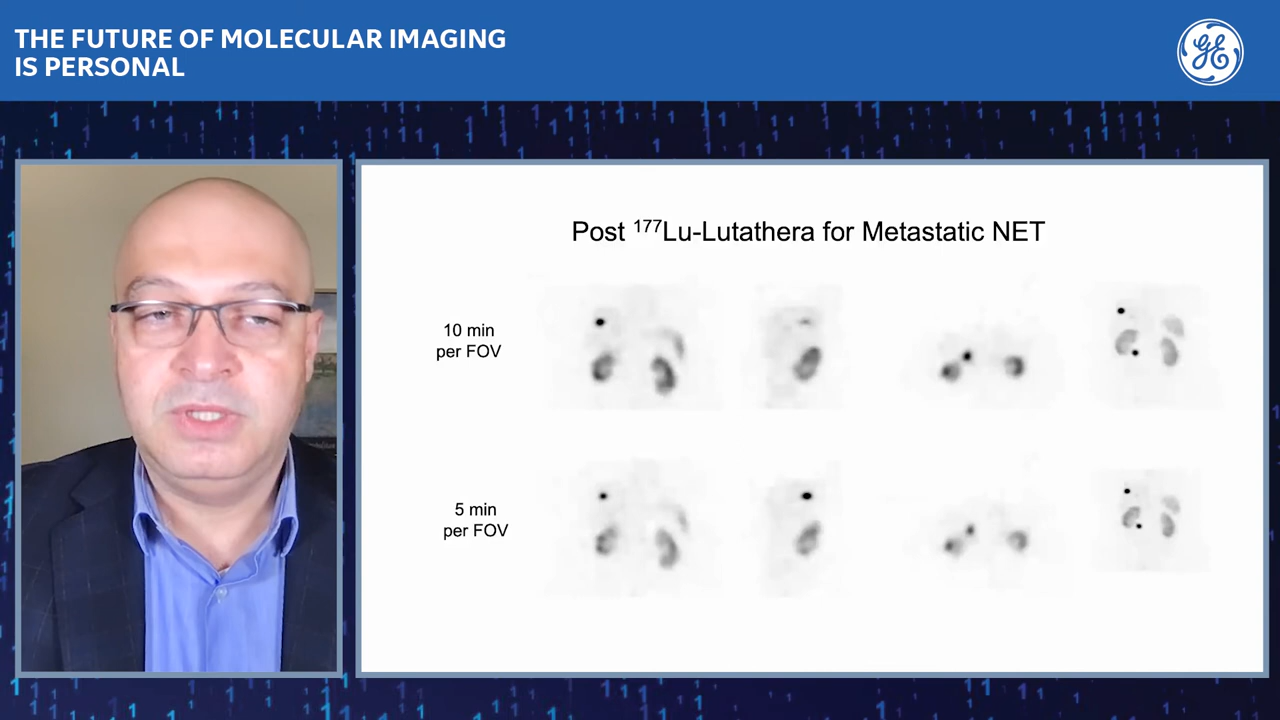 THE FUTURE OF MOLECULAR IMAGING
IS PERSONAL
GE
Post ¹⁷⁷Lu-Lutathera for Metastatic NET
10 min
per FOV
5 min
per FOV